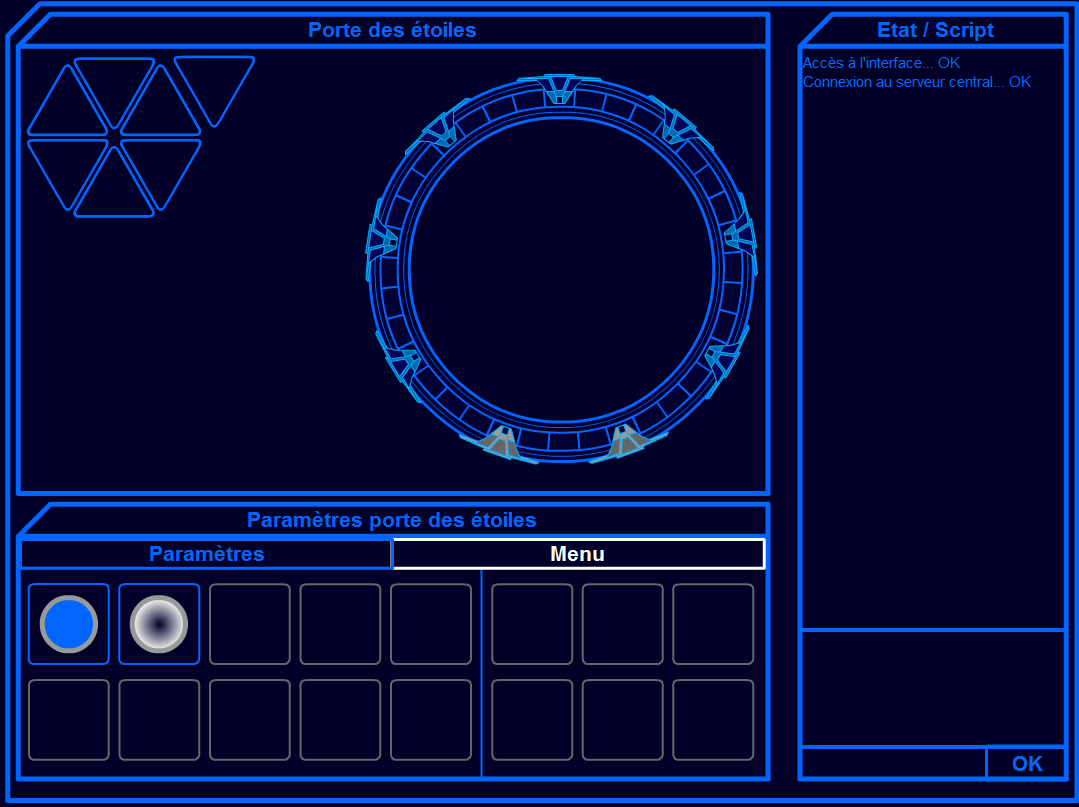 Porte des étoiles
Etat / Script
Accès à l'interface... OK
Connexion au serveur central... OK
Paramètres porte des étoiles
Paramètres
Menu
OK